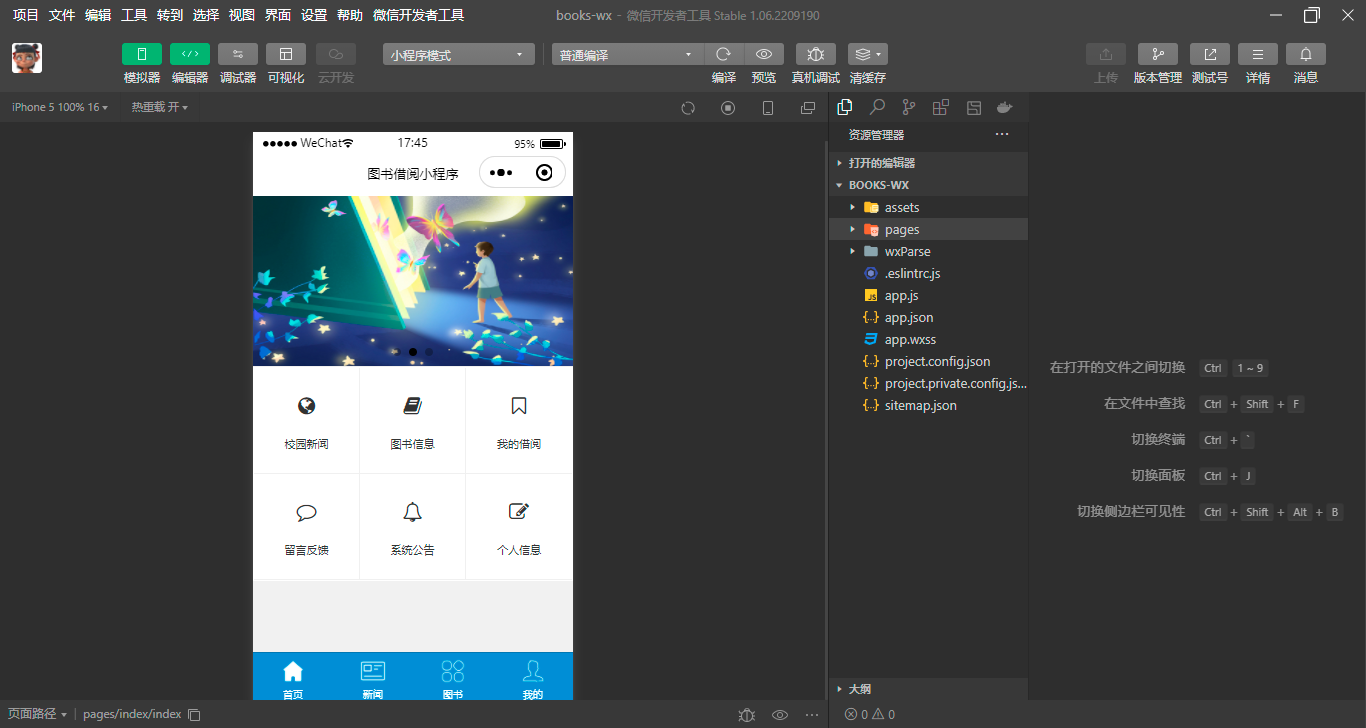 项目 文件 编辑 工具 转到 选择 视图 界面 设置 帮助 微信开发者工具
books-wx - 微信开发者工具 Stable 1.06.2209190
模拟器 编辑器 调试器 可视化 云开发
小程序模式
普通编译
编译 预览 真机调试 清缓存
上传 版本管理 测试号 详情 消息
iPhone 5 100% 16
热重载 开
WeChat
17:45
95%
图书借阅小程序
校园新闻
图书信息
我的借阅
留言反馈
系统公告
个人信息
首页
新闻
图书
我的
资源管理器
打开的编辑器
BOOKS-WX
assets
pages
wxParse
.eslintrc.js
JS
app.js
app.json
app.wxss
project.config.json
project.private.config.js...
sitemap.json
大纲
在打开的文件之间切换 Ctrl 1 ~ 9
在文件中查找 Ctrl + Shift + F
切换终端 Ctrl + `
切换面板 Ctrl + J
切换侧边栏可见性 Ctrl + Shift + Alt + B
页面路径
pages/index/index
0 0